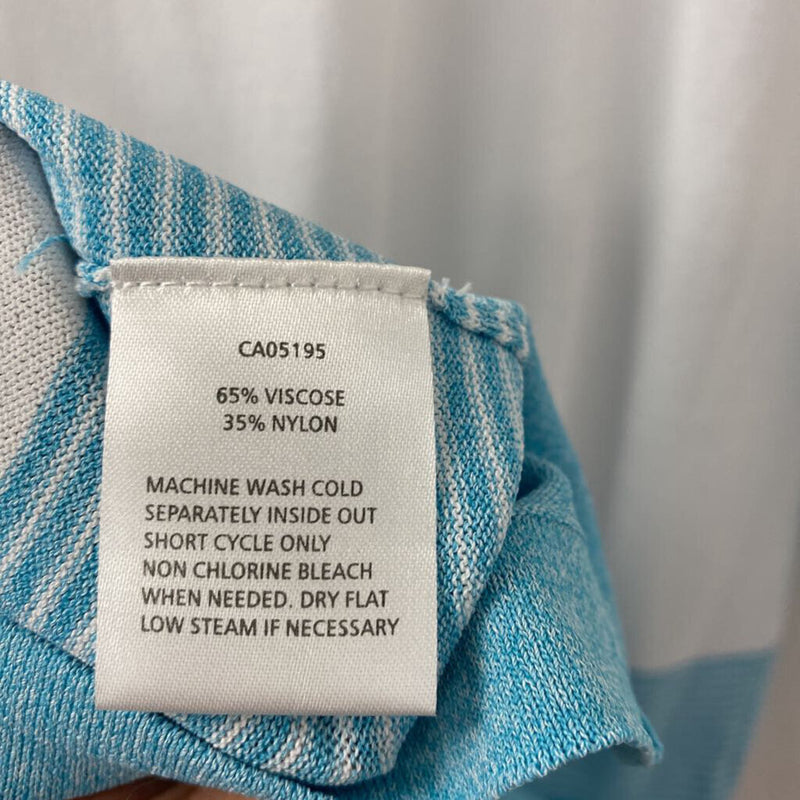 CA05195
65% VISCOSE
35% NYLON
MACHINE WASH COLD
SEPARATELY INSIDE OUT
SHORT CYCLE ONLY
NON CHLORINE BLEACH
WHEN NEEDED. DRY FLAT
LOW STEAM IF NECESSARY